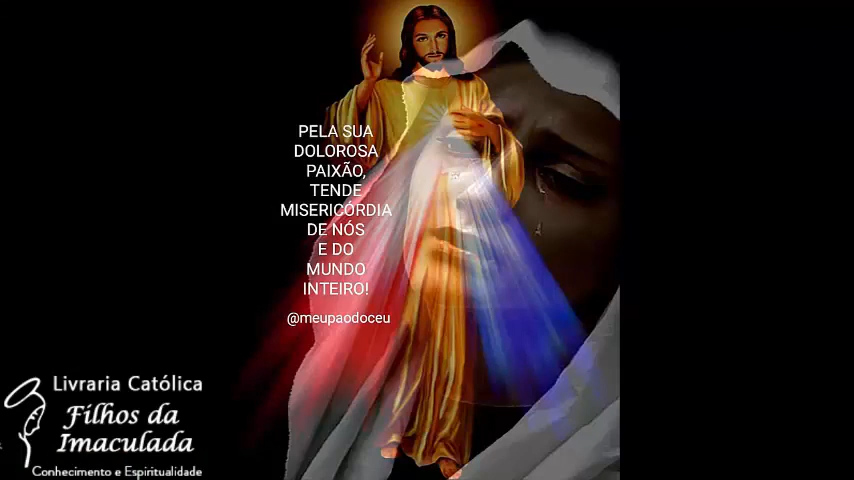 PELA SUA
DOLOROSA
PAIXÃO,
TENDE
MISERICÓRDIA
DE NÓS
E DO
MUNDO
INTEIRO!
@meupaodoceu
Livraria Católica
Filhos da
Imaculada
Conhecimento e Espiritualidade